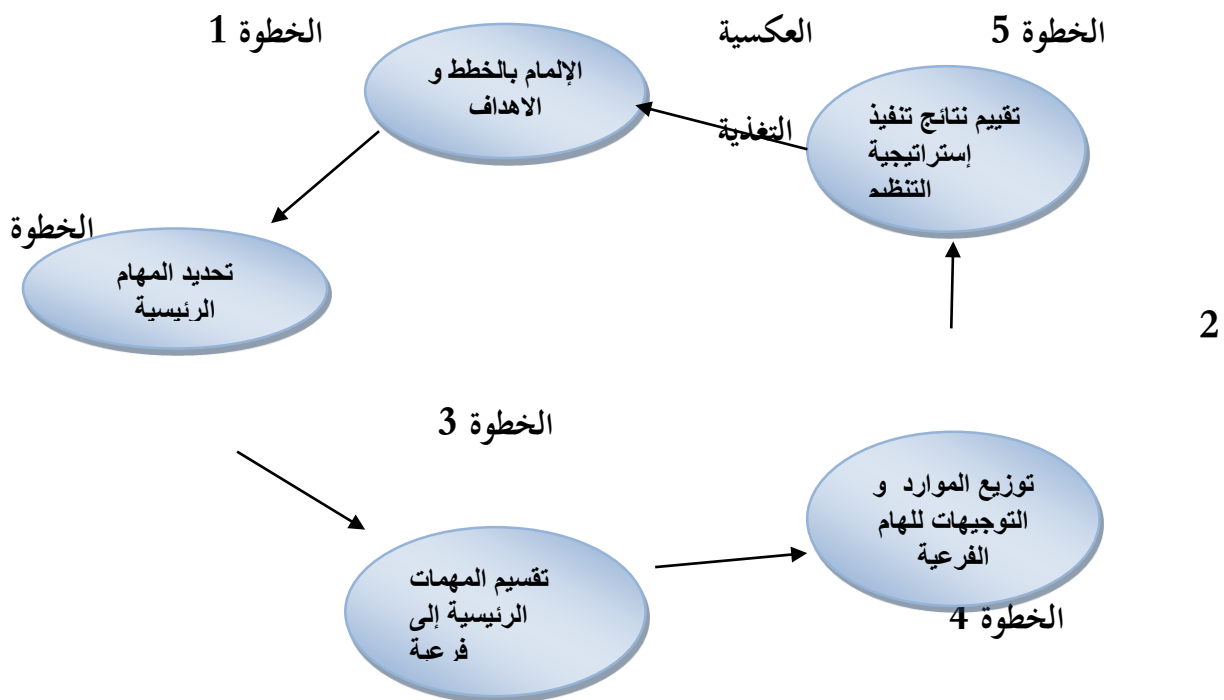 الخطوة 1
العكسية
الخطوة 5
الإلمام بالخطط و
الاهداف
التغذية
تقييم نتائج تنفيذ
إستراتيجية
التنظيم
الخطوة
تحديد المهام
الرئيسية
2
الخطوة 3
توزيع الموارد و
التوجيهات للهام
الفرعية
الخطوة 4
تقسيم المهمات
الرئيسية إلى
فرعية